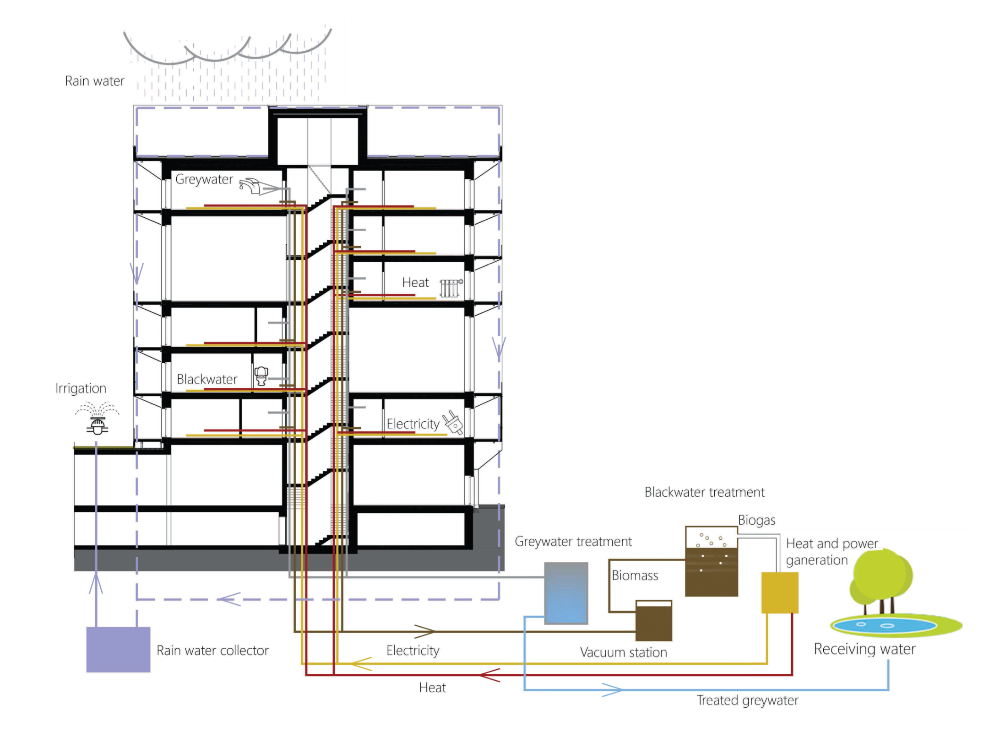 Rain water
Greywater
Heat
Blackwater
Irrigation
Electricity
Blackwater treatment
Biogas
Greywater treatment
Heat and power
ganeration
Biomass
Rain water collector
Electricity
Vacuum station
Receiving water
Heat
Treated greywater